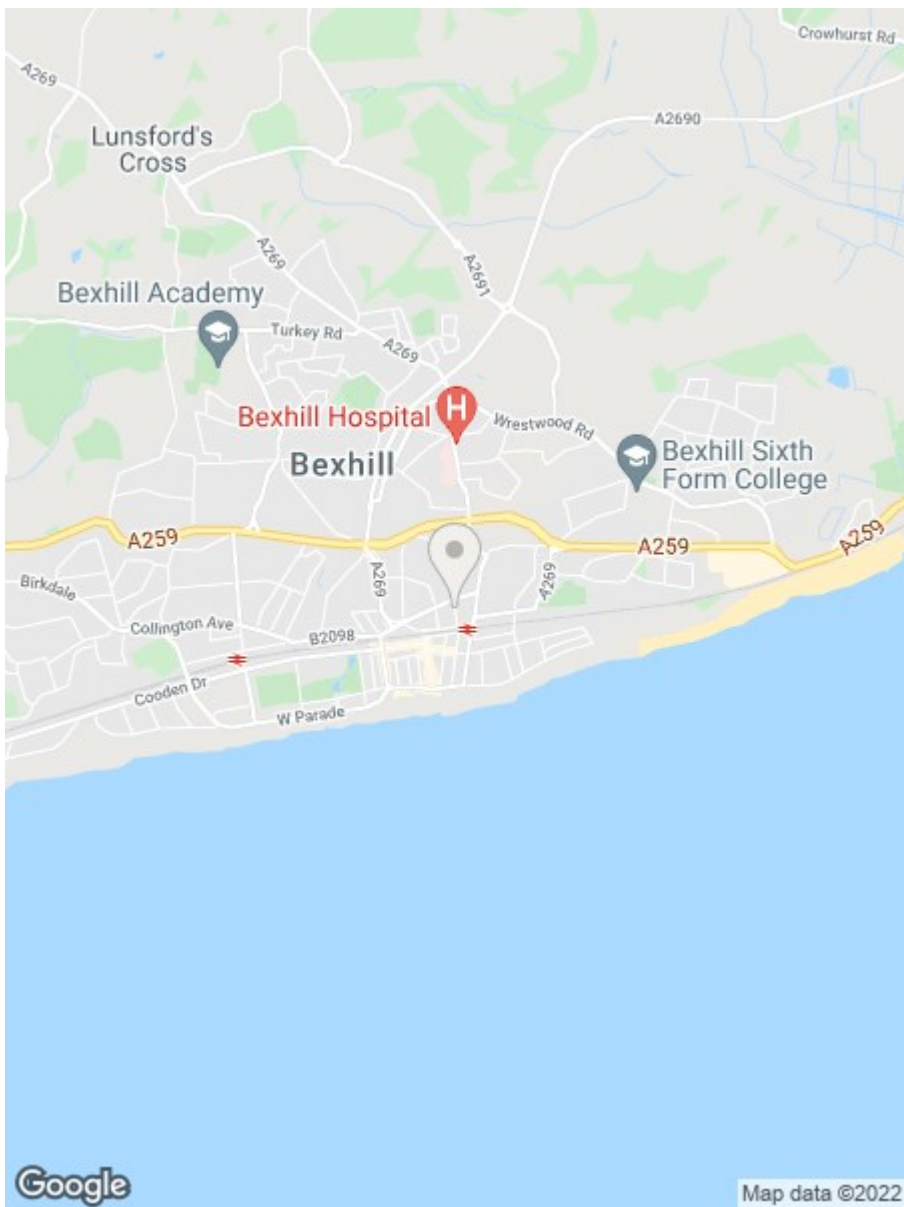 Crowhurst Rd
A269
A2690
Lunsford's
Cross
A269
A2691
Bexhill Academy
Turkey Rd
A269
Bexhill Hospital
H
Wrestwood Rd
Bexhill
Bexhill Sixth
Form College
A259
A259
A259
Birkdale
A269
A269
Collington Ave
B2098
Cooden Dr
W Parade
Google
Map data ©2022